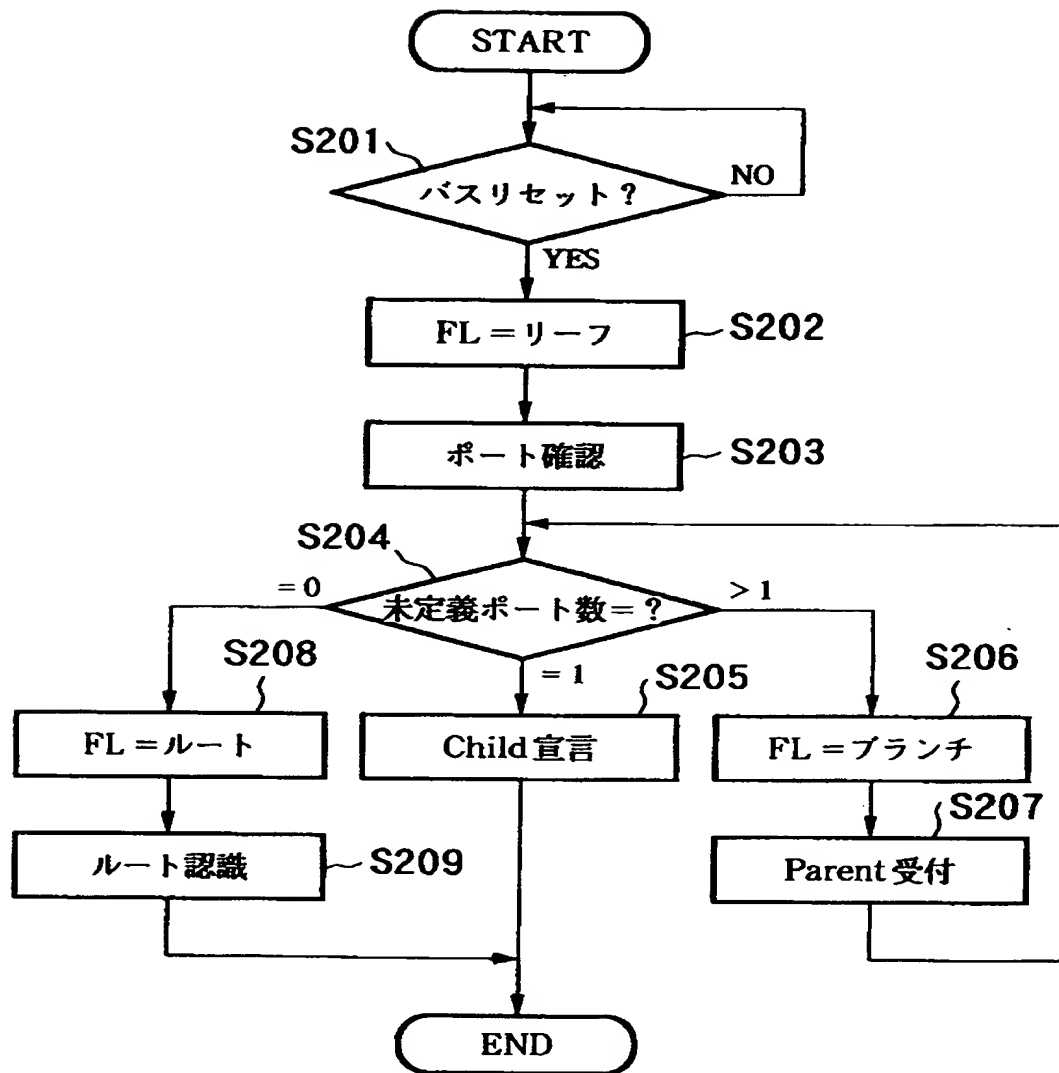 START
S201
バスリセット?
NO
YES
FL=リーフ
S202
ポート確認
S203
S204
=0
未定義ポート数=?
>1
=1
S208
S205
S206
FL=ルート
Child宣言
FL=ブランチ
S207
ルート認識
S209
Parent受付
END